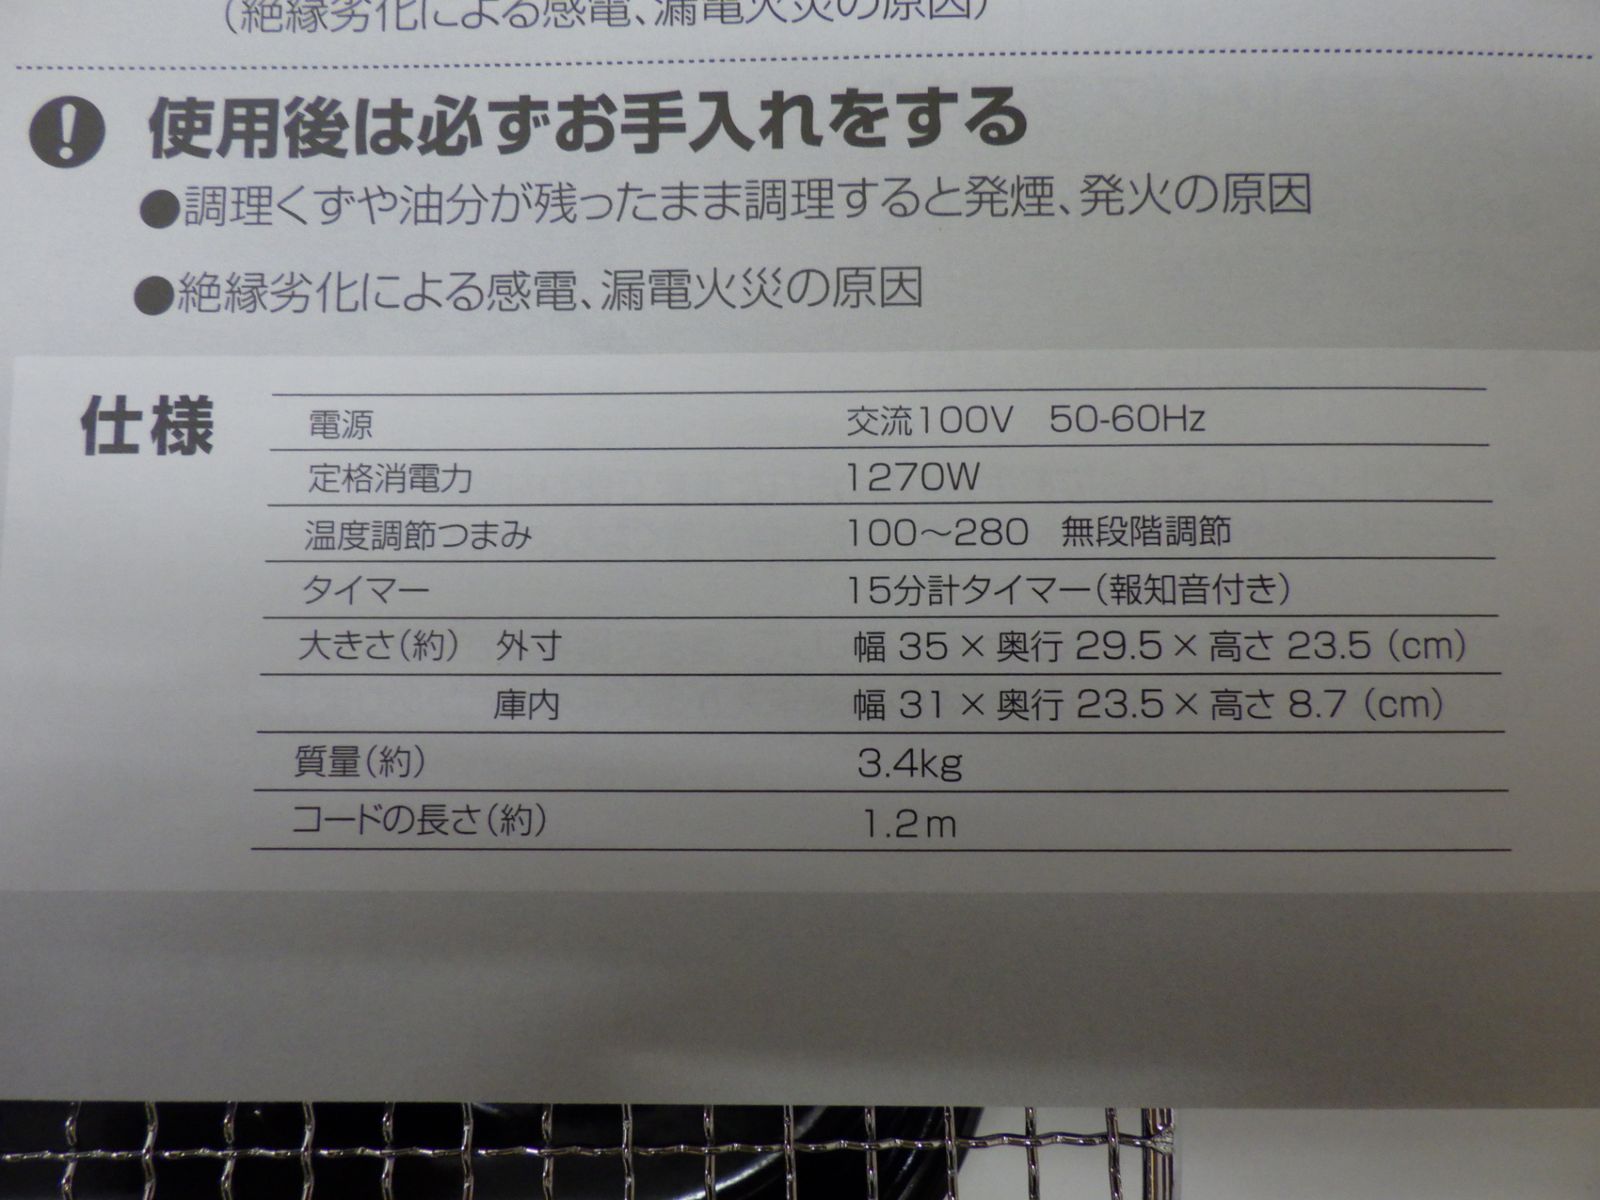 (絶縁劣化による感電、漏電火災の原因)
使用後は必ずお手入れをする
●調理くずや油分が残ったまま調理すると発煙、発火の原因
●絶縁劣化による感電、漏電火災の原因
仕様
電源 交流100V 50-60Hz
定格消電力 1270W
温度調節つまみ 100〜280 無段階調節
タイマー 15分計タイマー(報知音付き)
大きさ(約) 外寸 幅 35 × 奥行 29.5 × 高さ 23.5 (cm)
庫内 幅 31 × 奥行 23.5 × 高さ 8.7 (cm)
質量(約) 3.4kg
コードの長さ(約) 1.2m